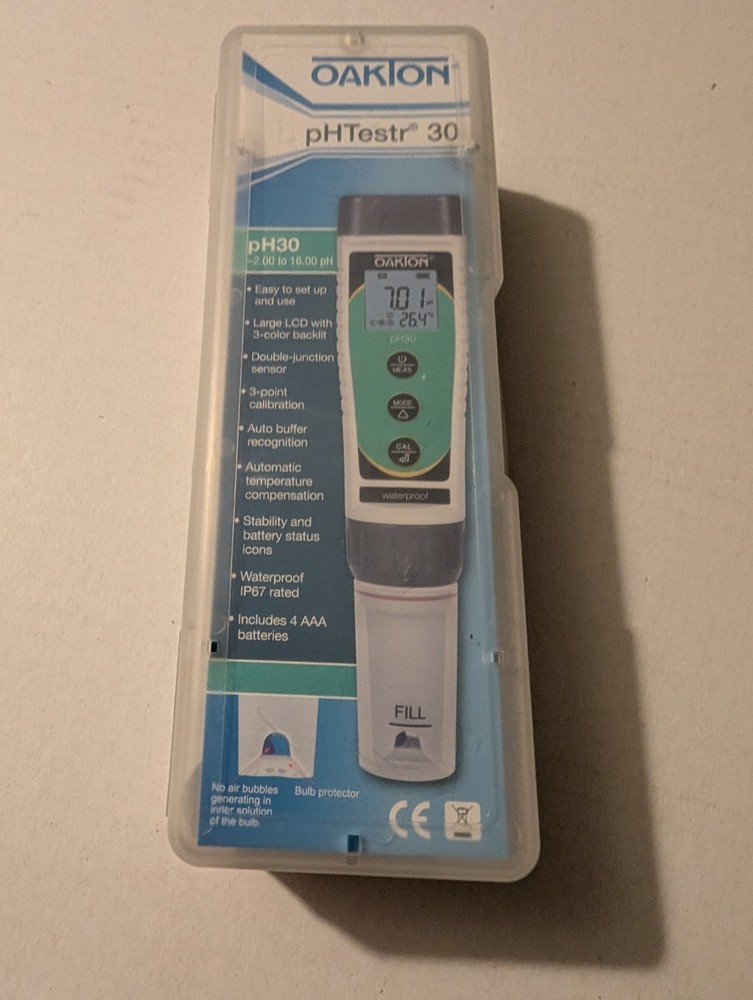 OAKTON®
pHTestr® 30
pH30
-2.00 to 16.00 pH
• Easy to set up
and use
• Large LCD with
3-color backlit
• Double-junction
sensor
• 3-point
calibration
• Auto buffer
recognition
• Automatic
temperature
compensation
• Stability and
battery status
icons
• Waterproof
IP67 rated
• Includes 4 AAA
batteries
OAKTON®
7.01
26.4
pH30
MEAS
MODE
CAL
waterproof
FILL
No air bubbles
generating in
inner solution
of the bulb.
Bulb protector
CE